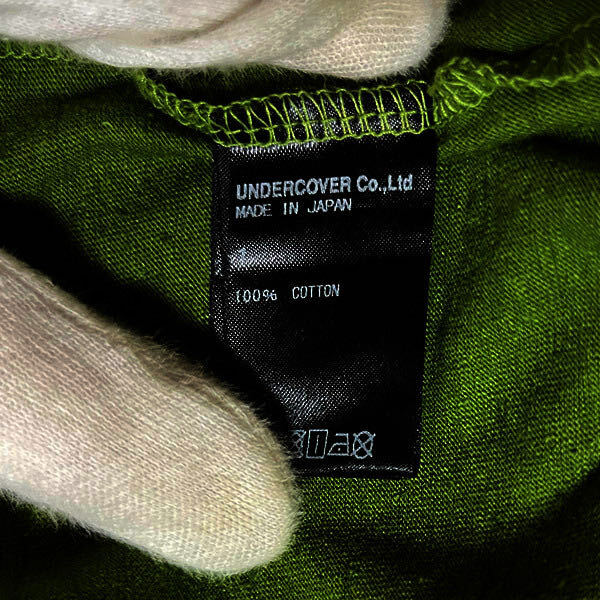 UNDERCOVER Co.,Ltd
MADE IN JAPAN
100% COTTON